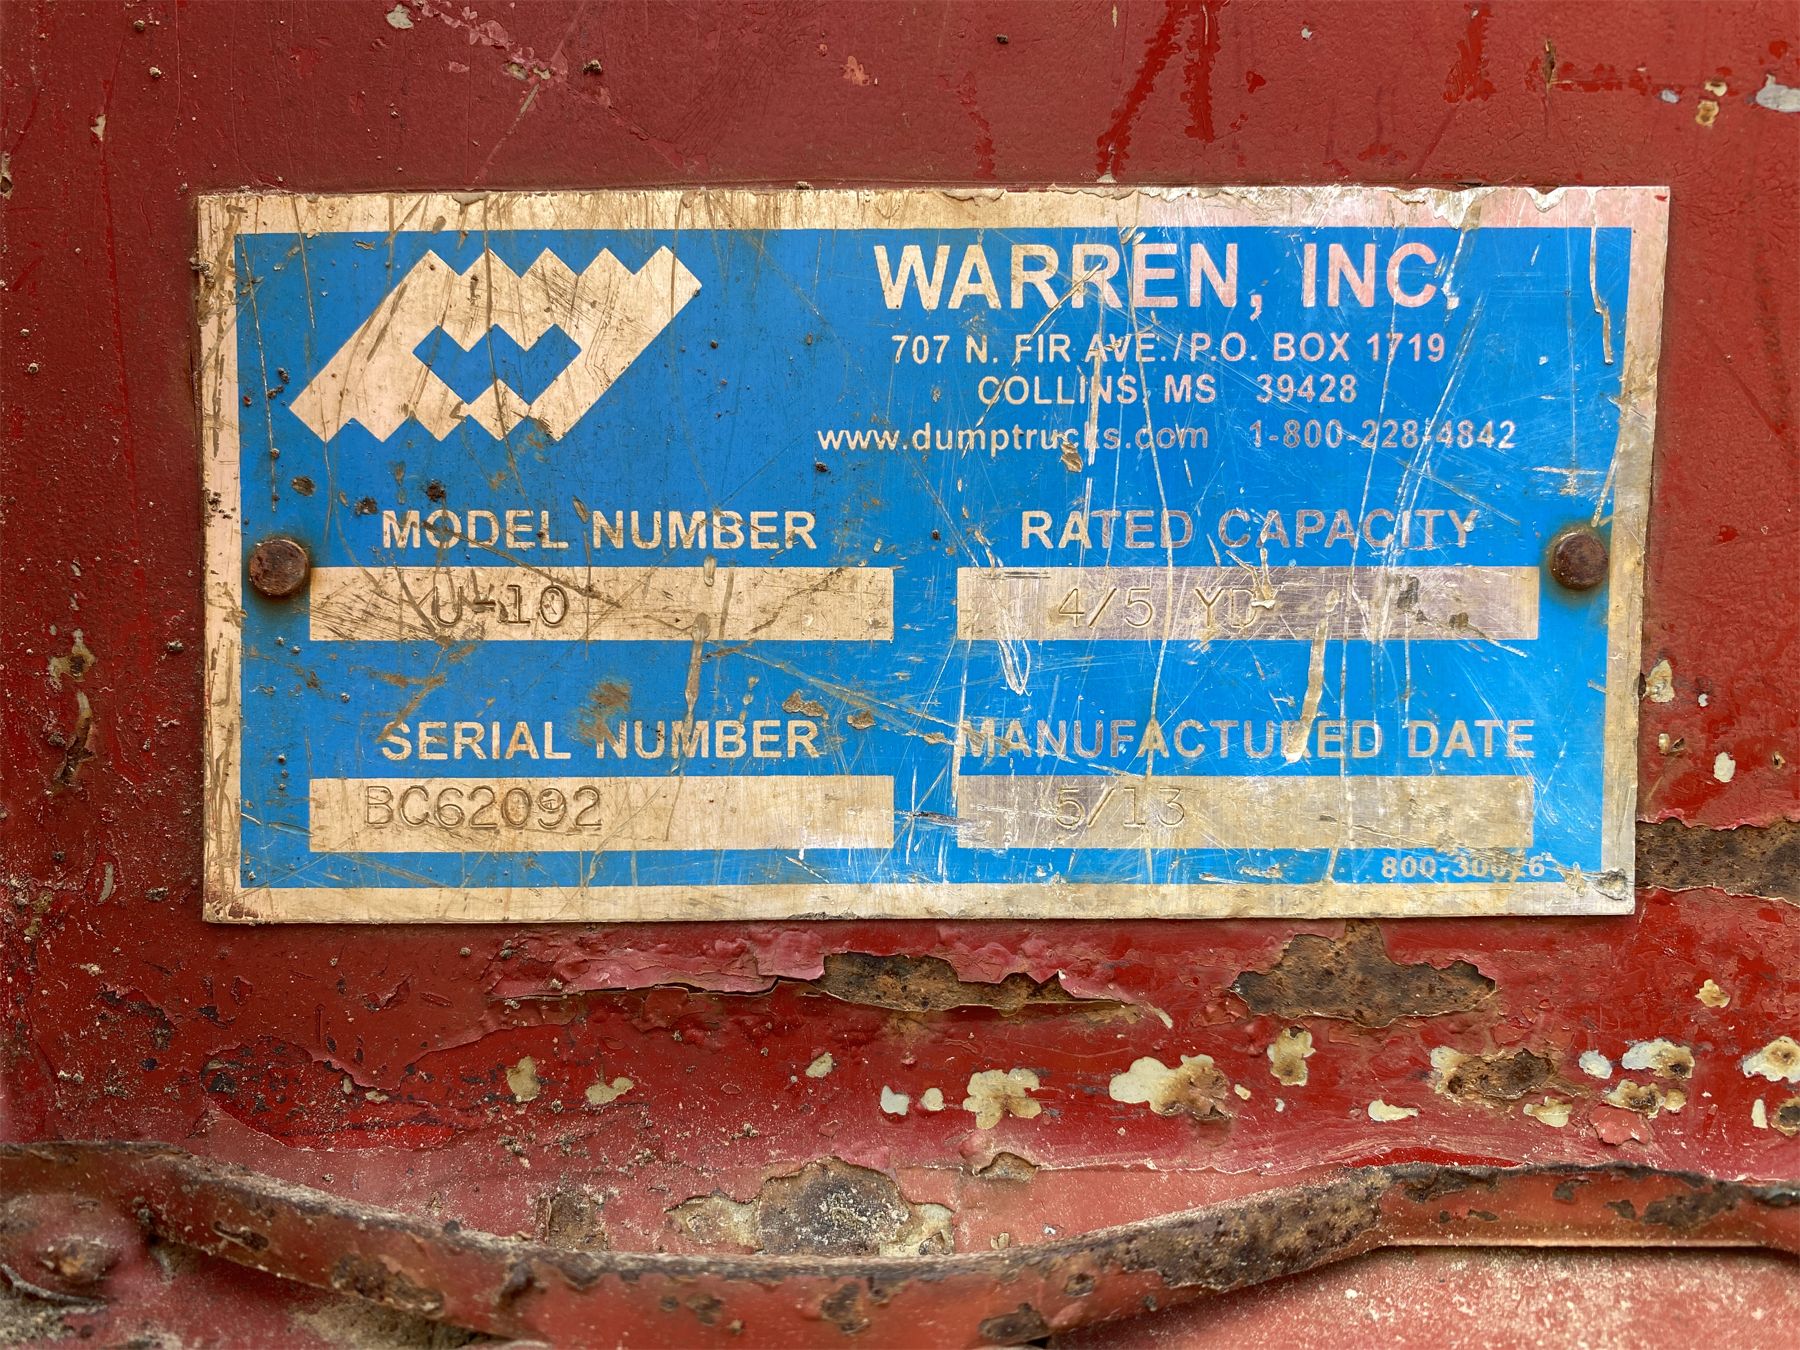 WARREN, INC.
707 N. FIR AVE./P.O. BOX 1719
COLLINS, MS 39428
www.dumptrucks.com 1-800-228-4842
MODEL NUMBER
U-10
RATED CAPACITY
4/5 YD
SERIAL NUMBER
BC62092
MANUFACTURED DATE
5/13